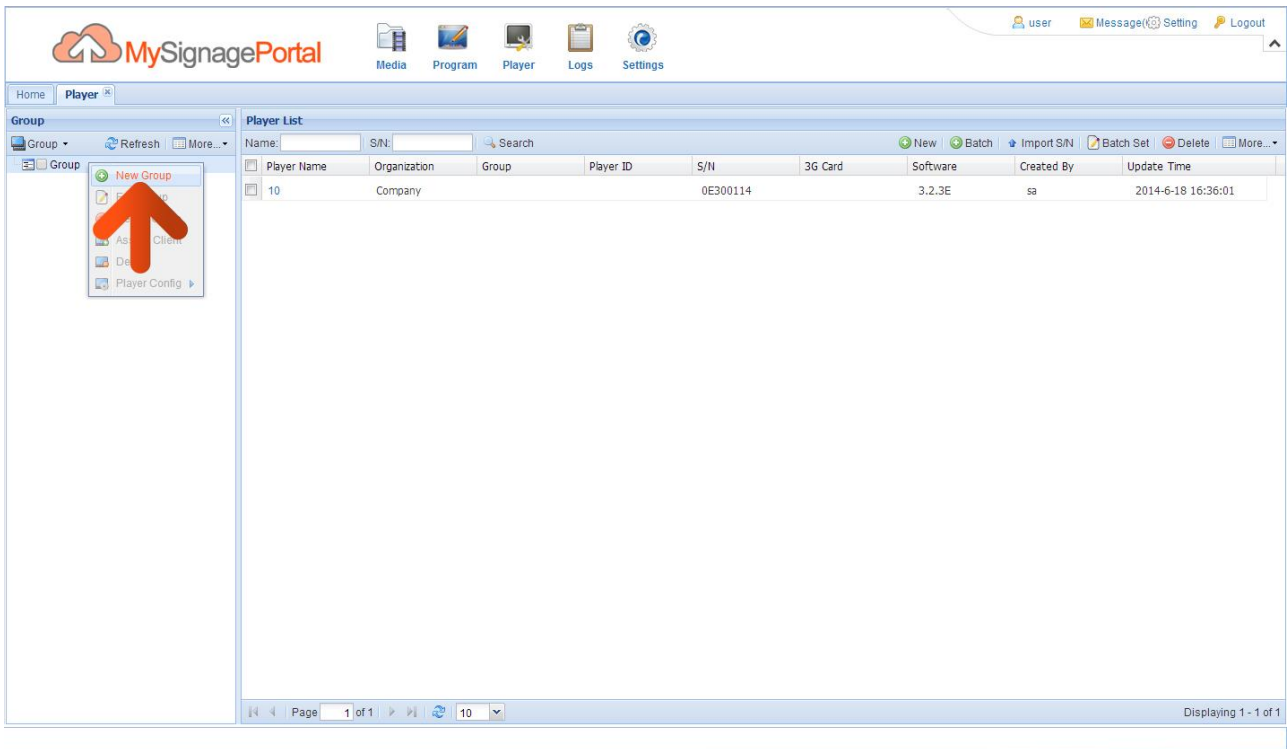 user Message( Setting Logout
MySignagePortal
Media Program Player Logs Settings
Home Player
Group
Group Refresh More...
Group
New Group
Client
Player Config
Player List
Name: S/N: Search New Batch Import S/N Batch Set Delete More...
Player Name Organization Group Player ID S/N 3G Card Software Created By Update Time
10 Company 0E300114 3.2.3E sa 2014-6-18 16:36:01
Page 1 of 1 10 Displaying 1 - 1 of 1